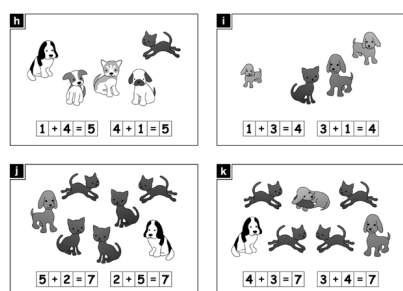 h
1 + 4 = 5 4 + 1 = 5
i
1 + 3 = 4 3 + 1 = 4
j
5 + 2 = 7 2 + 5 = 7
k
4 + 3 = 7 3 + 4 = 7